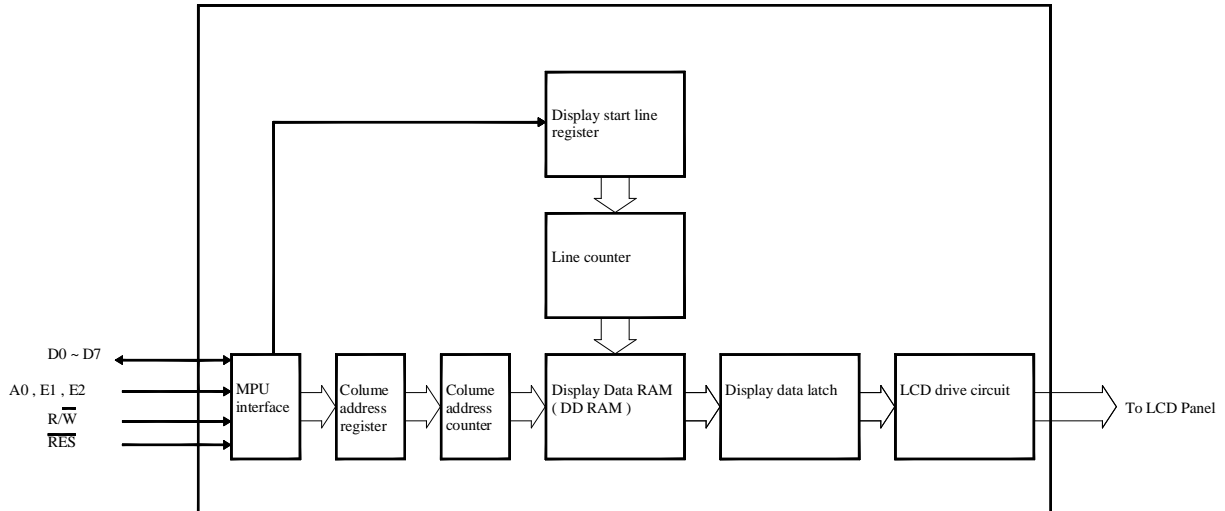 Display start line
register
Line counter
D0 ~ D7
A0 , E1 , E2
R/W̅
R̅E̅S̅
MPU
interface
Colume
address
register
Colume
address
counter
Display Data RAM
( DD RAM )
Display data latch
LCD drive circuit
To LCD Panel